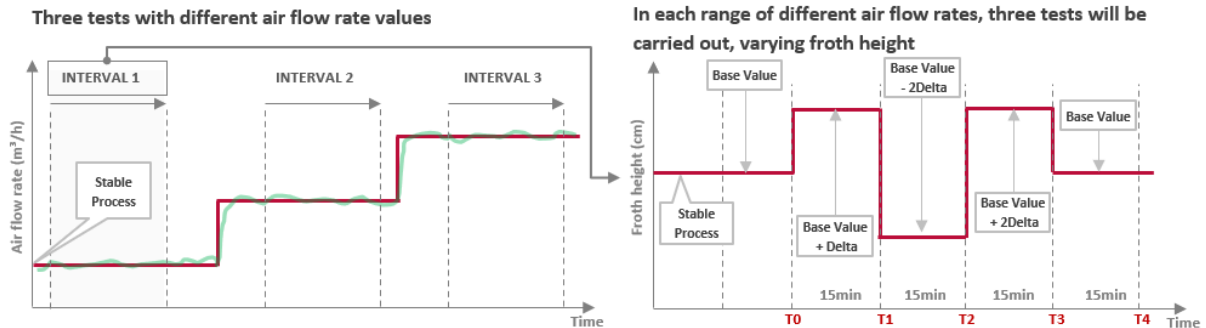 Three tests with different air flow rate values
INTERVAL 1
INTERVAL 2
INTERVAL 3
Air flow rate (m³/h)
Stable
Process
Time
In each range of different air flow rates, three tests will be
carried out, varying froth height
Froth height (cm)
Base Value
Base Value
- 2Delta
Base Value
Stable
Process
Base Value
+ Delta
Base Value
+ 2Delta
15min
15min
15min
15min
T0
T1
T2
T3
T4
Time